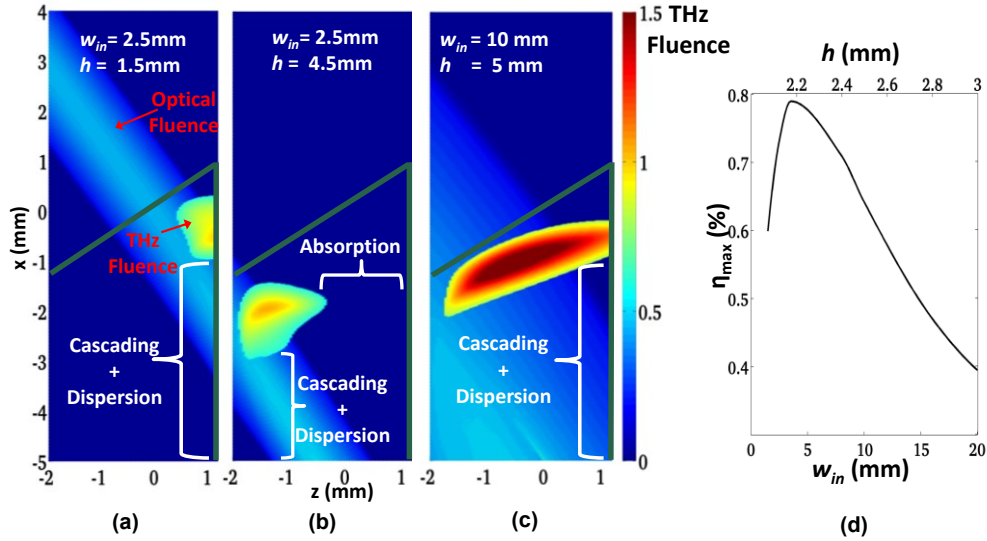 w_in = 2.5mm
h = 1.5mm
Optical
Fluence
THz
Fluence
Cascading
+
Dispersion
x (mm)
4
3
2
1
0
-1
-2
-3
-4
-5
-2
-1
0
1
(a)
w_in = 2.5mm
h = 4.5mm
Absorption
Cascading
+
Dispersion
-2
-1
0
1
z (mm)
(b)
w_in = 10 mm
h = 5 mm
Cascading
+
Dispersion
-2
-1
0
1
(c)
1.5
1
0.5
0
THz
Fluence
h (mm)
2.2
2.4
2.6
2.8
3
η_max (%)
0.8
0.7
0.6
0.5
0.4
0
5
10
15
20
w_in (mm)
(d)